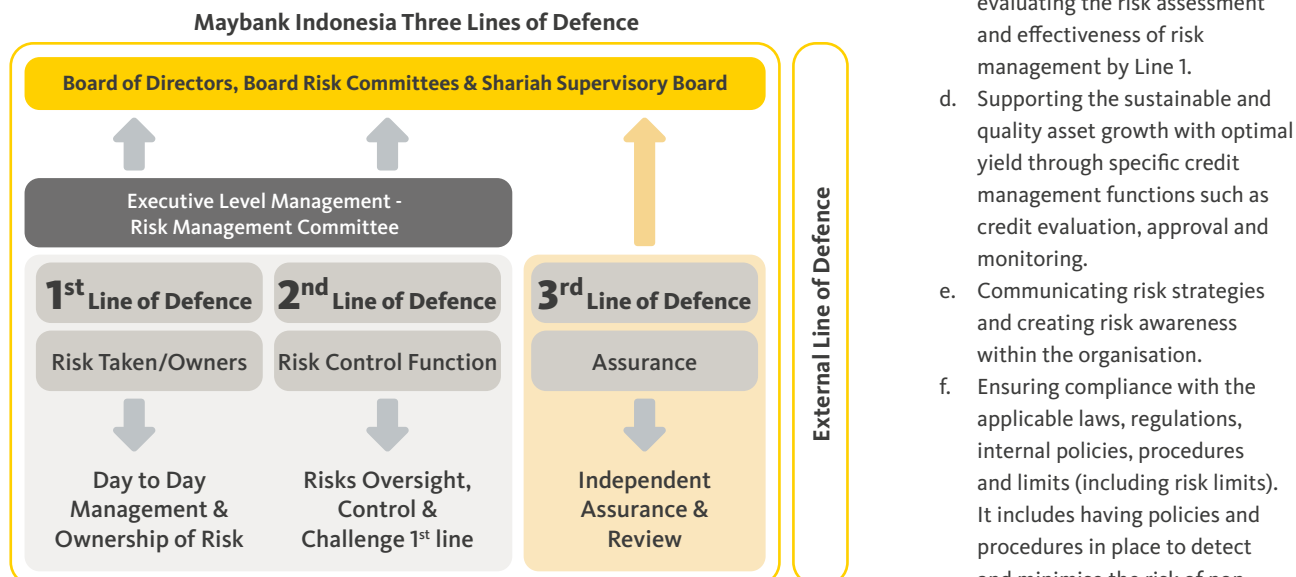 Maybank Indonesia Three Lines of Defence
Board of Directors, Board Risk Committees & Shariah Supervisory Board
Executive Level Management -
Risk Management Committee
1st Line of Defence
Risk Taken/Owners
Day to Day
Management &
Ownership of Risk
2nd Line of Defence
Risk Control Function
Risks Oversight,
Control &
Challenge 1st line
3rd Line of Defence
Assurance
Independent
Assurance &
Review
External Line of Defence
evaluating the risk assessment
and effectiveness of risk
management by Line 1.
d. Supporting the sustainable and
quality asset growth with optimal
yield through specific credit
management functions such as
credit evaluation, approval and
monitoring.
e. Communicating risk strategies
and creating risk awareness
within the organisation.
f. Ensuring compliance with the
applicable laws, regulations,
internal policies, procedures
and limits (including risk limits).
It includes having policies and
procedures in place to detect
and minimise the risk of non